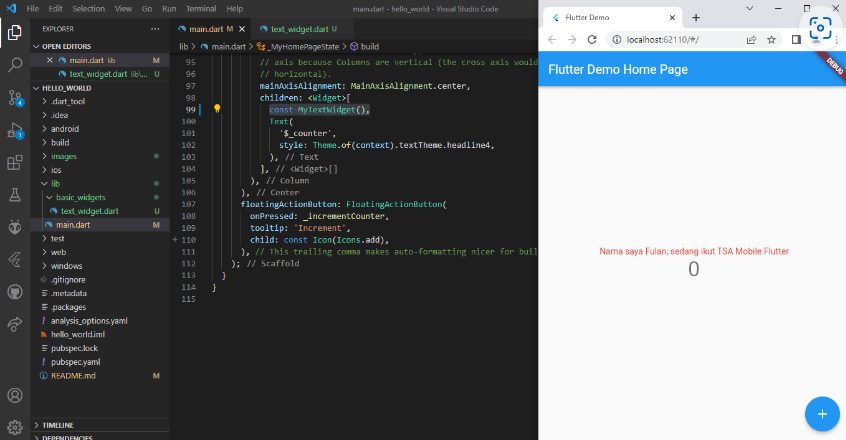 File Edit Selection View Go Run Terminal Help
main.dart - hello_world - Visual Studio Code
EXPLORER
OPEN EDITORS
main.dart lib M
text_widget.dart lib\... U
HELLO_WORLD
.dart_tool
.idea
android
build
images
ios
lib
basic_widgets
text_widget.dart U
main.dart M
test
web
windows
.gitignore
.metadata
.packages
analysis_options.yaml
hello_world.iml
pubspec.lock
pubspec.yaml
README.md M
TIMELINE
DEPENDENCIES
4
1
main.dart M
text_widget.dart U
lib > main.dart > _MyHomePageState > build
95 // axis because Columns are vertical (the cross axis would
96 // horizontal).
97 mainAxisAlignment: MainAxisAlignment.center,
98 children: <Widget>[
99 const MyTextWidget(),
100 Text(
101 '$_counter',
102 style: Theme.of(context).textTheme.headline4,
103 ), // Text
104 ], // <Widget>[]
105 ), // Column
106 ), // Center
107 floatingActionButton: FloatingActionButton(
108 onPressed: _incrementCounter,
109 tooltip: 'Increment',
110 child: const Icon(Icons.add),
111 ), // This trailing comma makes auto-formatting nicer for buil
112 ); // Scaffold
113 }
114 }
115
Flutter Demo
localhost:62110/#/
Flutter Demo Home Page
DEBUG
Nama saya Fulan, sedang ikut TSA Mobile Flutter
0